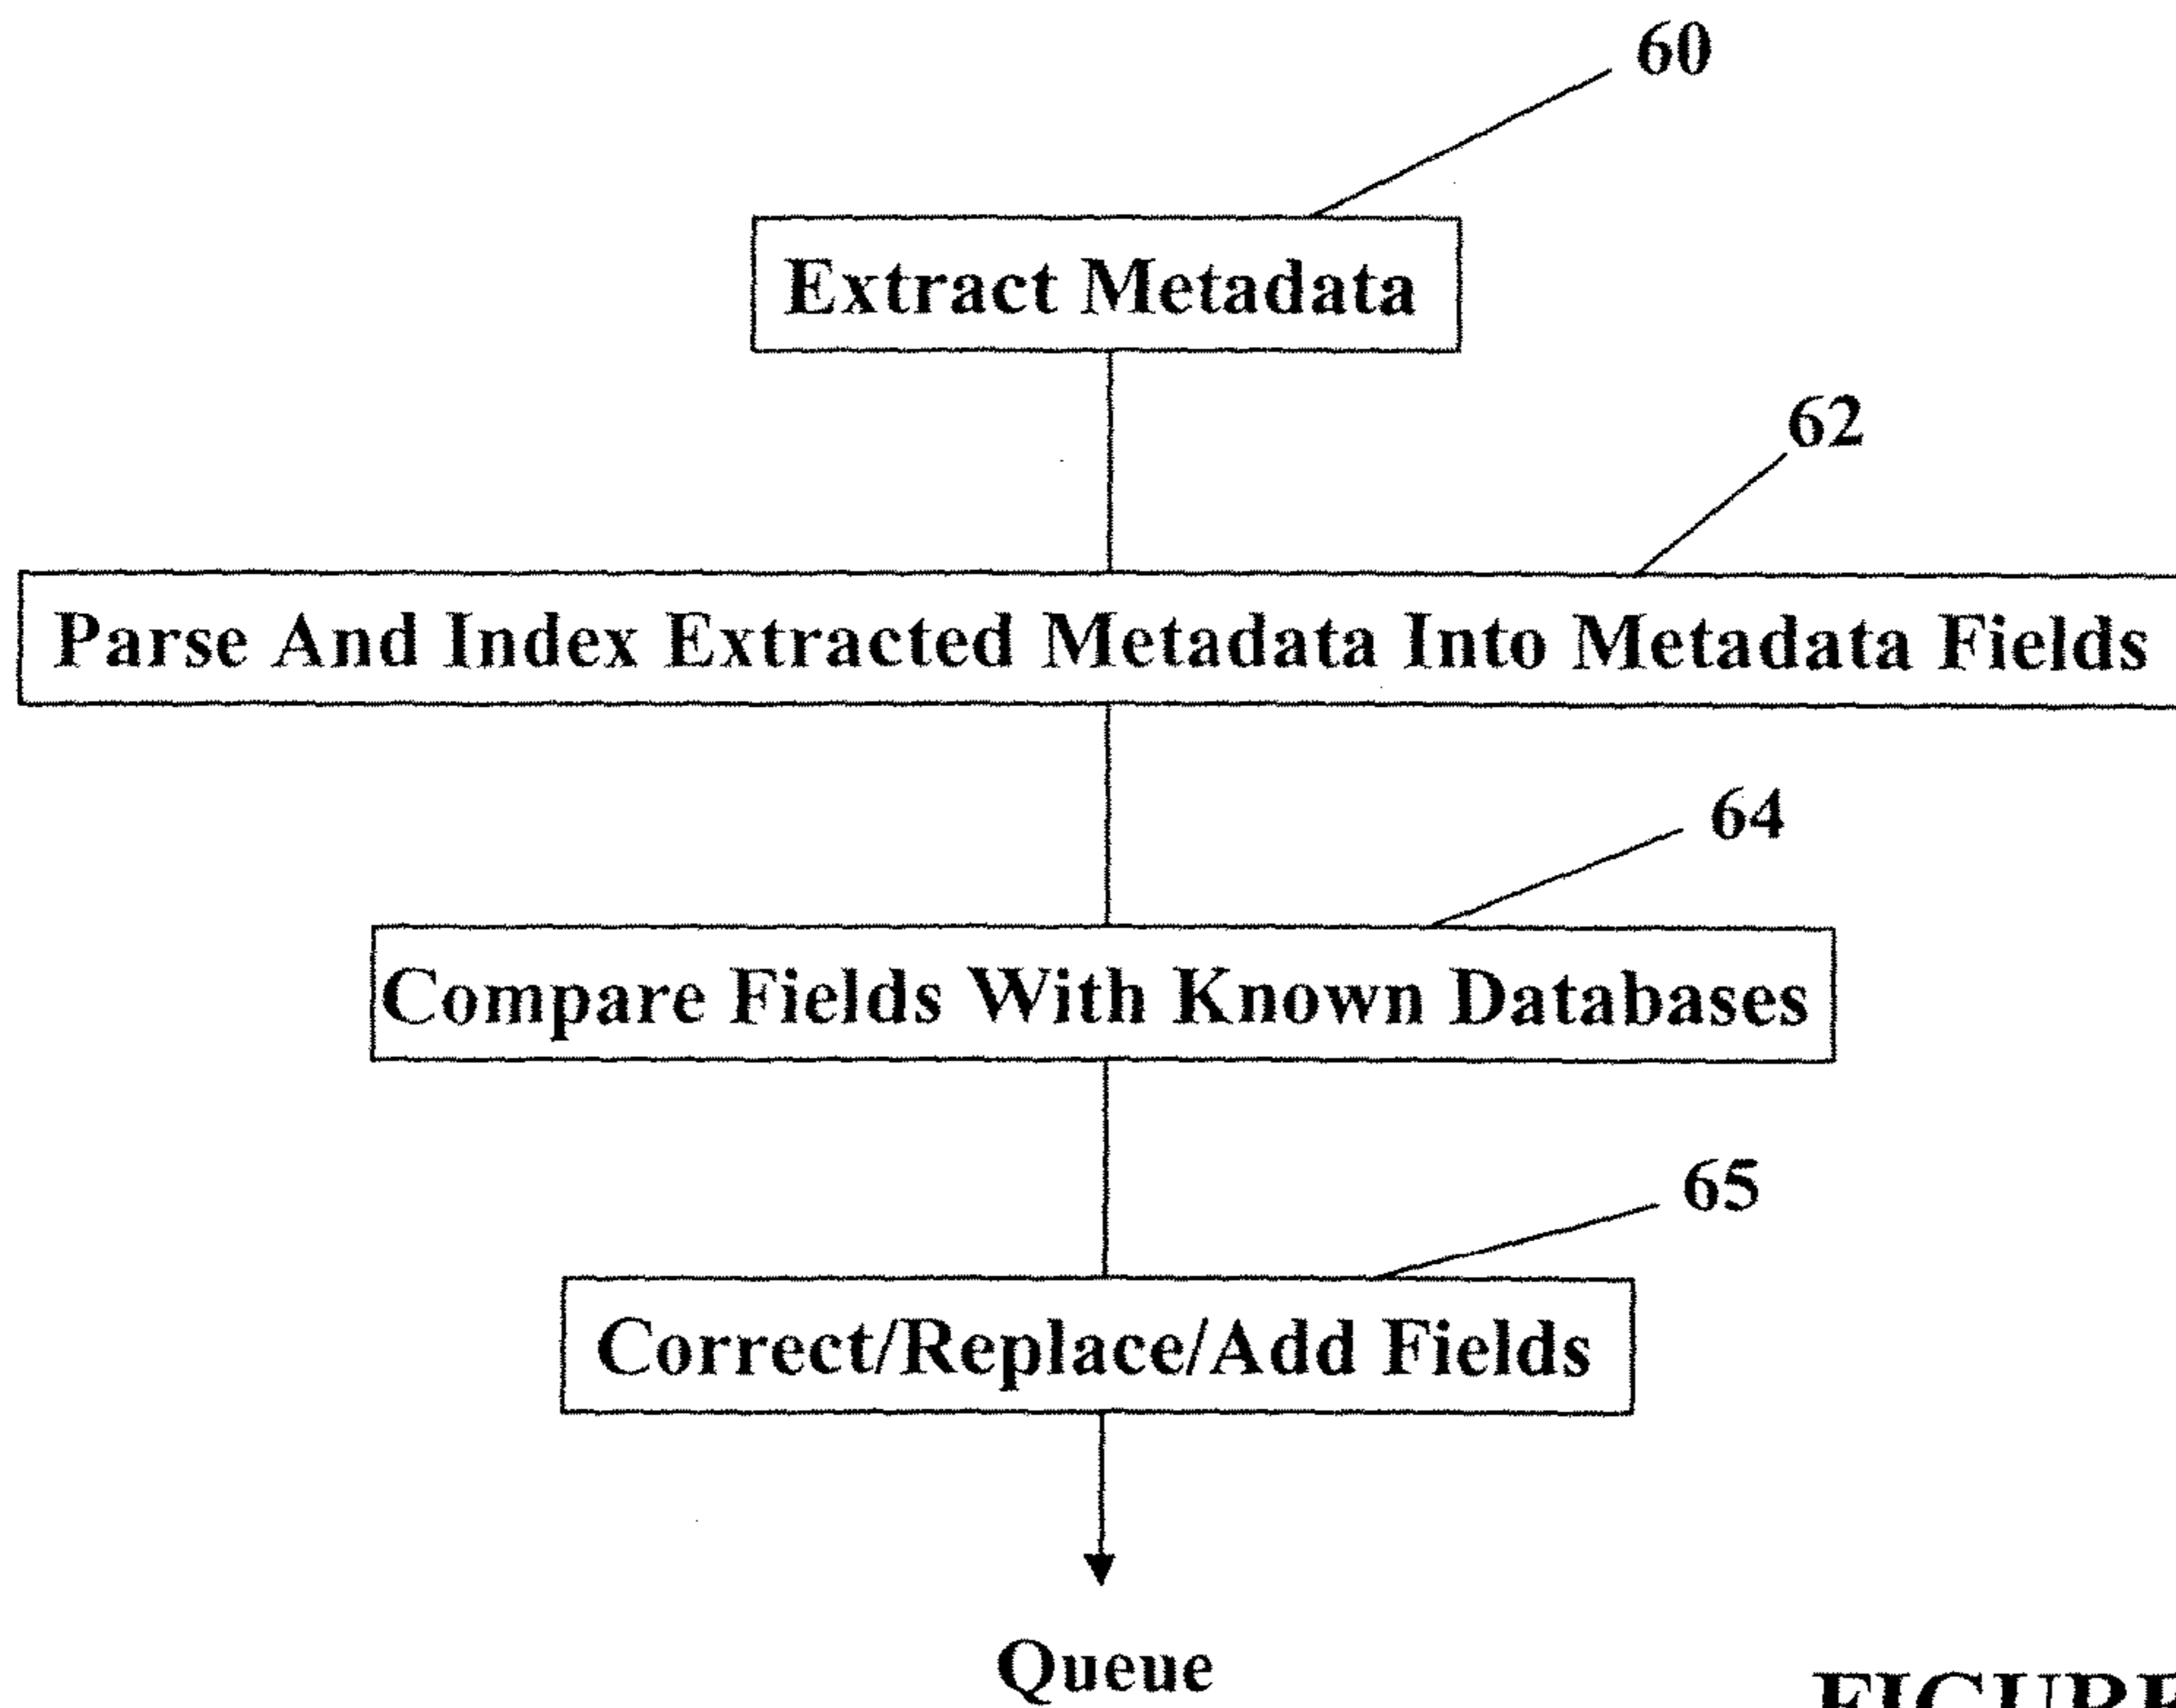 60
Extract Metadata
62
Parse And Index Extracted Metadata Into Metadata Fields
64
Compare Fields With Known Databases
65
Correct/Replace/Add Fields
Queue
FIGURE